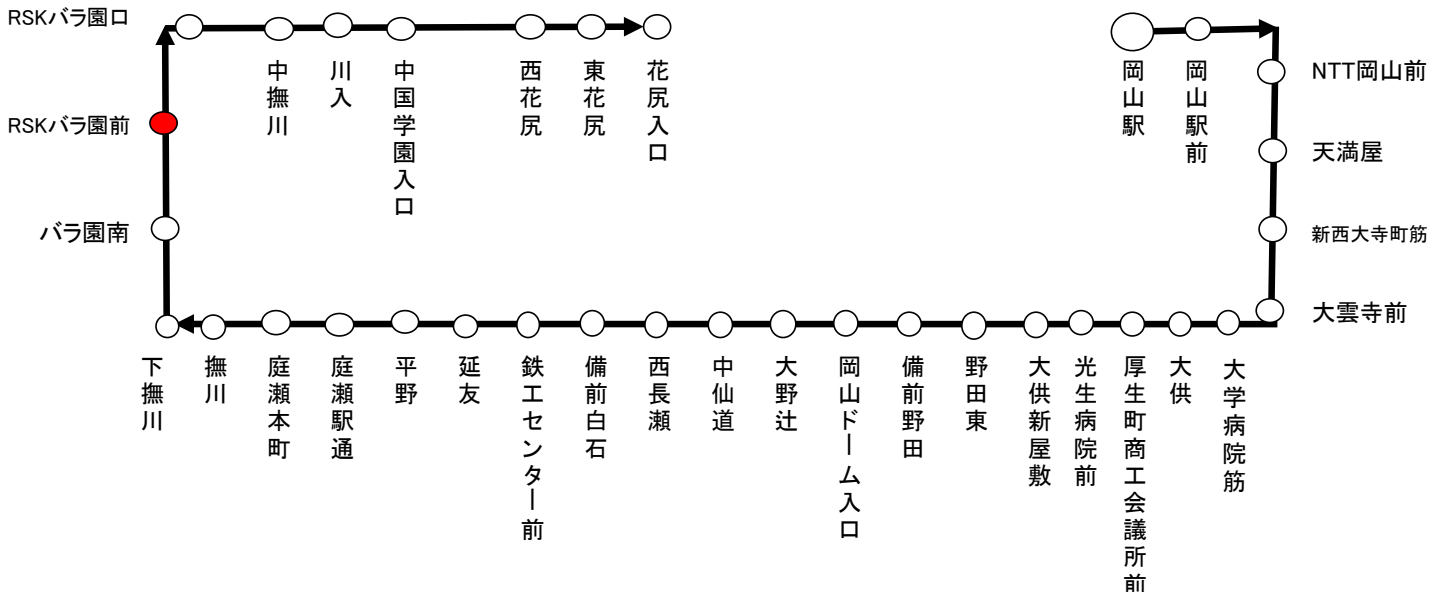 RSKバラ園口
中撫川
川入
中国学園入口
西花尻
東花尻
花尻入口
岡山駅
岡山駅前
NTT岡山前
RSKバラ園前
天満屋
バラ園南
新西大寺町筋
大雲寺前
下撫川
撫川
庭瀬本町
庭瀬駅通
平野
延友
鉄工センター前
備前白石
西長瀬
中仙道
大野辻
岡山ドーム入口
備前野田
野田東
大供新屋敷
光生病院前
厚生町商工会議所前
大供
大学病院筋